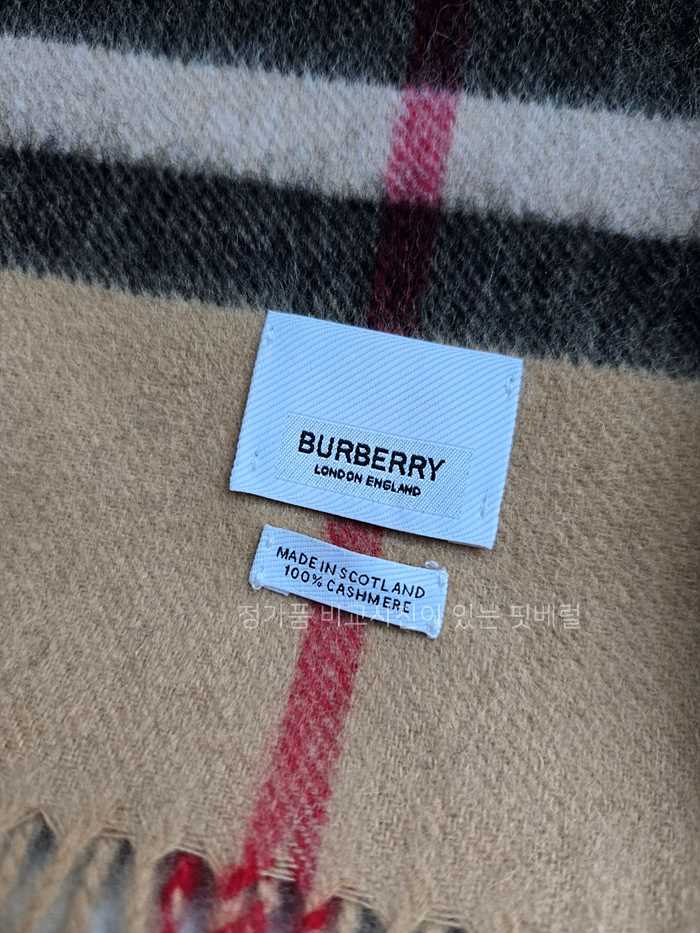 BURBERRY
LONDON ENGLAND
MADE IN SCOTLAND
100% CASHMERE
정가품 비교사진이 있는 핏베럴